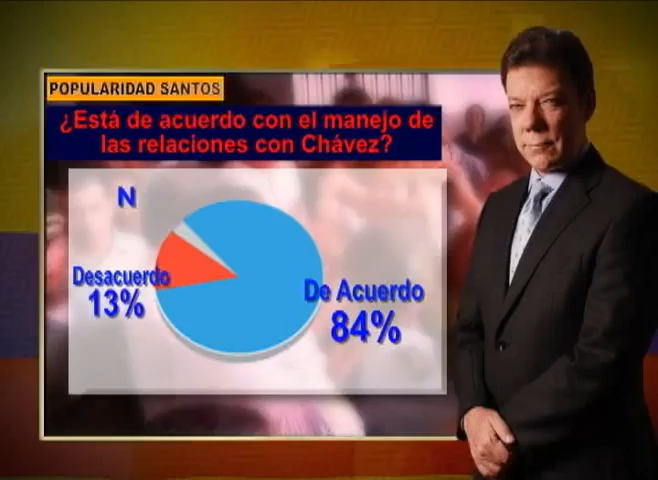 POPULARIDAD SANTOS
¿Está de acuerdo con el manejo de
las relaciones con Chávez?
N
Desacuerdo
13%
De Acuerdo
84%